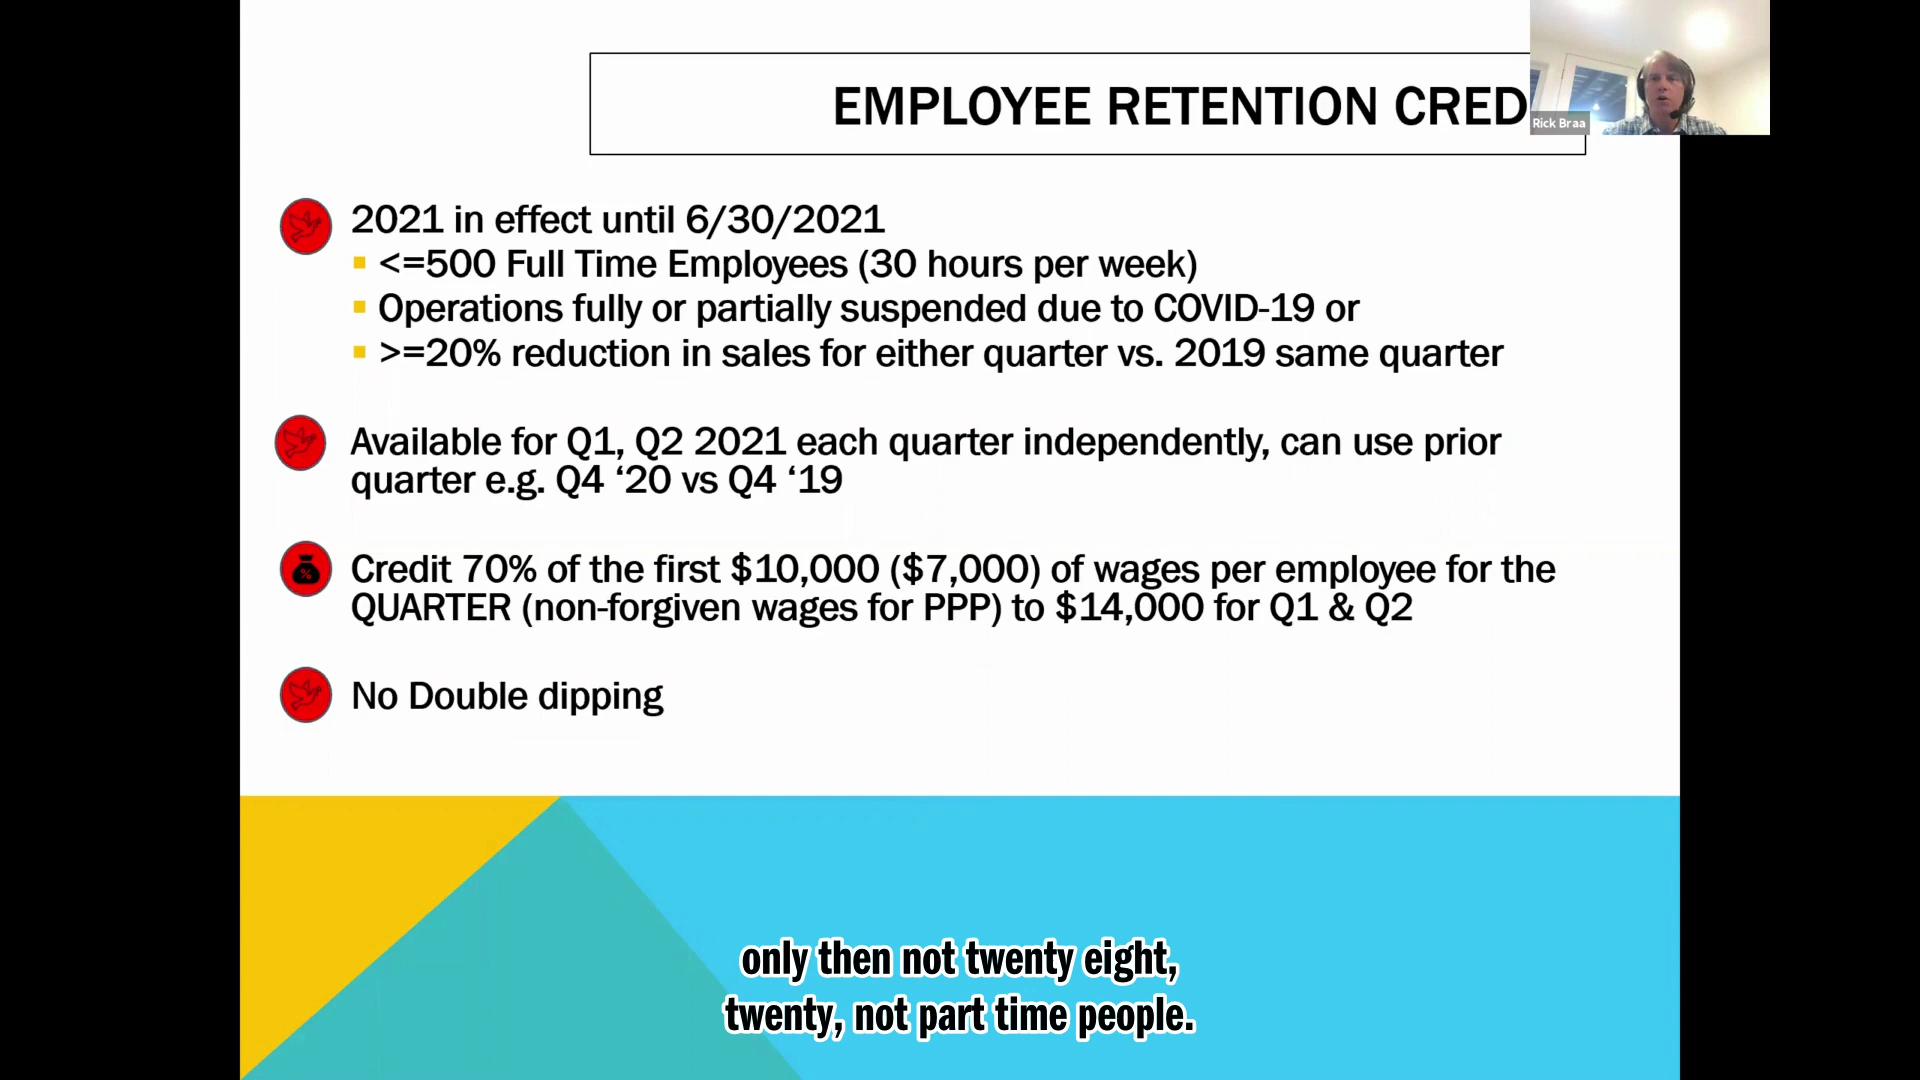 EMPLOYEE RETENTION CRED
Rick Braa
2021 in effect until 6/30/2021
<=500 Full Time Employees (30 hours per week)
Operations fully or partially suspended due to COVID-19 or
>=20% reduction in sales for either quarter vs. 2019 same quarter
Available for Q1, Q2 2021 each quarter independently, can use prior
quarter e.g. Q4 ‘20 vs Q4 ‘19
%
Credit 70% of the first $10,000 ($7,000) of wages per employee for the
QUARTER (non-forgiven wages for PPP) to $14,000 for Q1 & Q2
No Double dipping
only then not twenty eight,
twenty, not part time people.